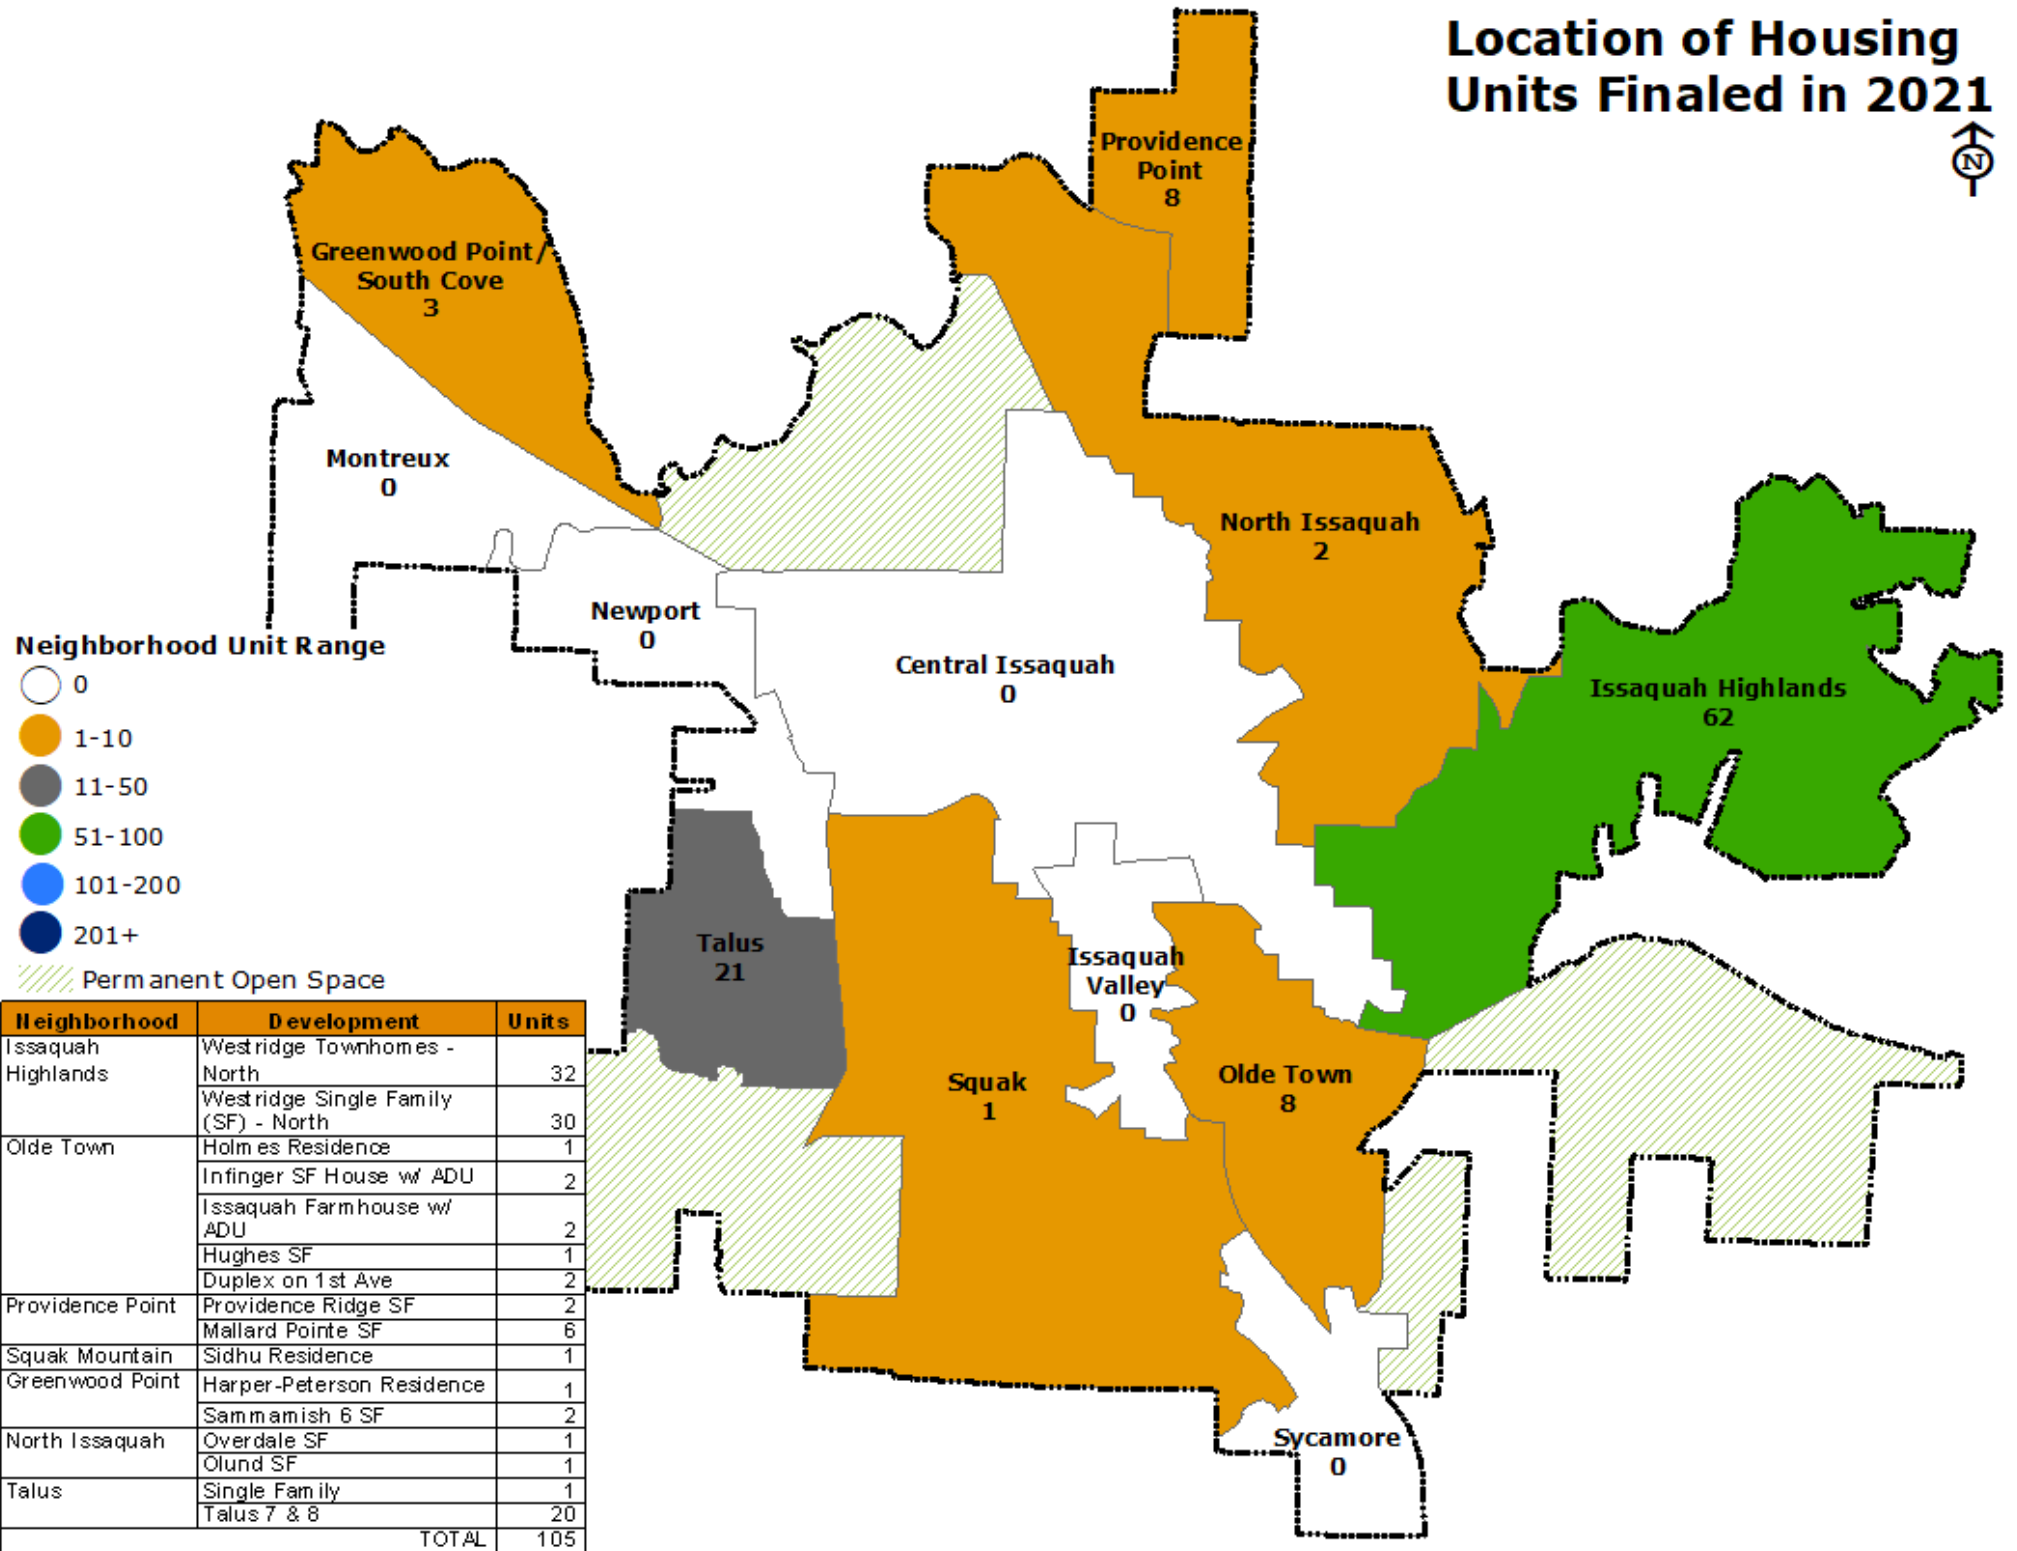 Location of Housing
Units Finaled in 2021
N
Providence
Point
8
Greenwood Point/
South Cove
3
Montreux
0
North Issaquah
2
Newport
0
Central Issaquah
0
Issaquah Highlands
62
Talus
21
Issaquah
Valley
0
Squak
1
Olde Town
8
Sycamore
0
Neighborhood Unit Range
0
1-10
11-50
51-100
101-200
201+
Permanent Open Space
Neighborhood Development Units
Issaquah Westridge Townhomes -
Highlands North 32
Westridge Single Family
(SF) - North 30
Olde Town Holmes Residence 1
Infinger SF House w/ ADU 2
Issaquah Farmhouse w/
ADU 2
Hughes SF 1
Duplex on 1st Ave 2
Providence Point Providence Ridge SF 2
Mallard Pointe SF 6
Squak Mountain Sidhu Residence 1
Greenwood Point Harper-Peterson Residence 1
Sammamish 6 SF 2
North Issaquah Overdale SF 1
Olund SF 1
Talus Single Family 1
Talus 7 & 8 20
TOTAL 105